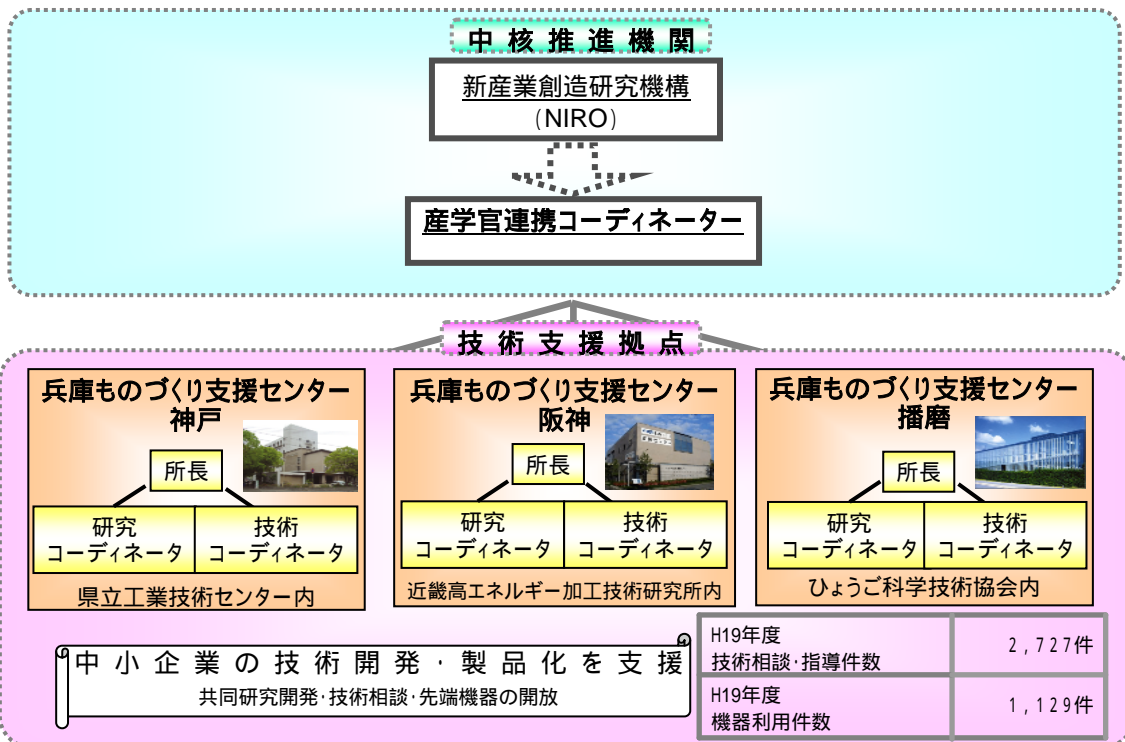 中核推進機関
新産業創造研究機構
(NIRO)
産学官連携コーディネーター
技術支援拠点
兵庫ものづくり支援センター
神戸
所長
研究
コーディネータ
技術
コーディネータ
県立工業技術センター内
兵庫ものづくり支援センター
阪神
所長
研究
コーディネータ
技術
コーディネータ
近畿高エネルギー加工技術研究所内
兵庫ものづくり支援センター
播磨
所長
研究
コーディネータ
技術
コーディネータ
ひょうご科学技術協会内
中小企業の技術開発・製品化を支援
共同研究開発・技術相談・先端機器の開放
H19年度
技術相談・指導件数
2,727件
H19年度
機器利用件数
1,129件